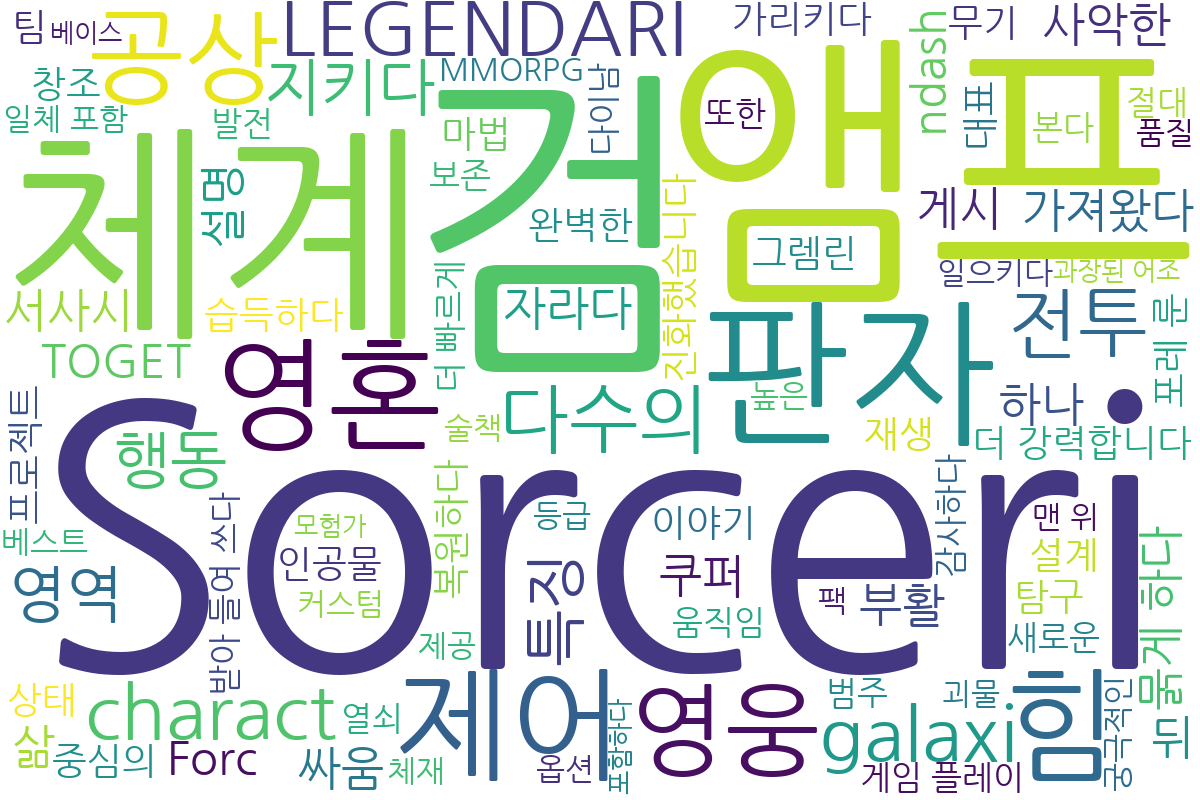 팀
베이스
공상
LEGENDARI
가리키다
ndash
무기
사악한
창조
지키다
MMORPG
다이남
또한
대표
본다
절대
품질
일체 포함
발전
마법
검
앰프
체계
설명
보존
완벽한
진화했습니다
그렘린
게시
가져왔다
일으키다
과장된 어조
서사시
습득하다
더 빠르게
자라다
판자
전투
포레 룬
TOGET
영혼
다수의
높은
하나
•
재생
더 강력합니다
술책
프로젝트
행동
Sorceri
베스트
받아 들여 쓰다
모험가
복원하다
등급
이야기
감사하다
맨 위
설계
묽게 하다
영역
인공물
커스텀
특징
쿠퍼
팩
부활
탐구
움직임
새로운
제공
상태
charact
열쇠
제어
포함하다
영웅
범주
괴물
힘
궁극적인
뒤
삶
중심의
Forc
싸움
체재
옵션
galaxi
게임 플레이